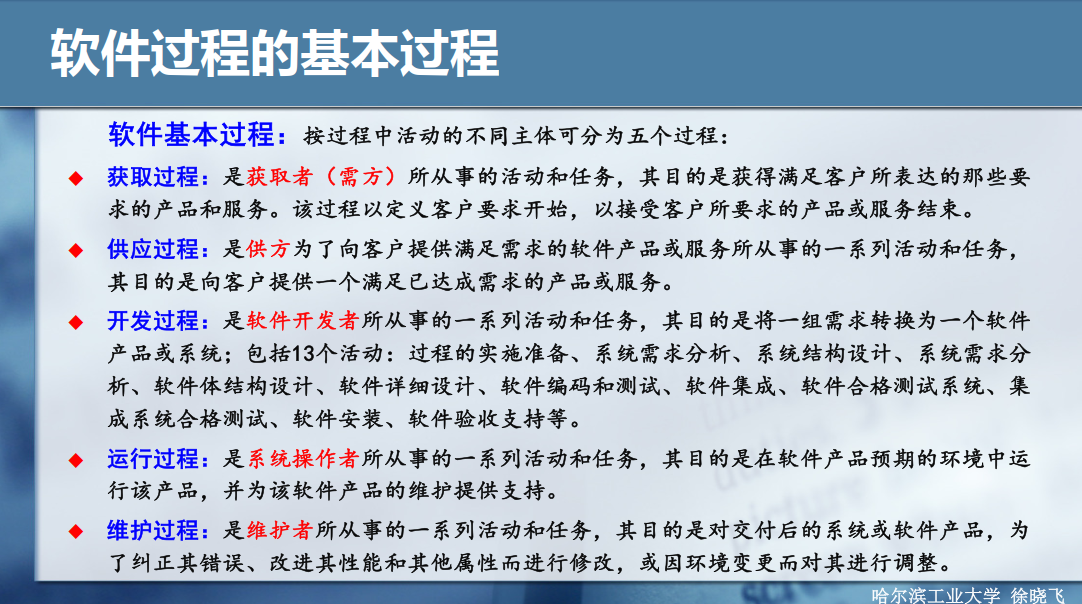 软件过程的基本过程
软件基本过程：按过程中活动的不同主体可分为五个过程：
◆ 获取过程：是获取者（需方）所从事的活动和任务，其目的是获得满足客户所表达的那些要
求的产品和服务。该过程以定义客户要求开始，以接受客户所要求的产品或服务结束。
◆ 供应过程：是供方为了向客户提供满足需求的软件产品或服务所从事的一系列活动和任务，
其目的是向客户提供一个满足已达成需求的产品或服务。
◆ 开发过程：是软件开发者所从事的一系列活动和任务，其目的是将一组需求转换为一个软件
产品或系统；包括13个活动：过程的实施准备、系统需求分析、系统结构设计、系统需求分
析、软件体结构设计、软件详细设计、软件编码和测试、软件集成、软件合格测试系统、集
成系统合格测试、软件安装、软件验收支持等。
◆ 运行过程：是系统操作者所从事的一系列活动和任务，其目的是在软件产品预期的环境中运
行该产品，并为该软件产品的维护提供支持。
◆ 维护过程：是维护者所从事的一系列活动和任务，其目的是对交付后的系统或软件产品，为
了纠正其错误、改进其性能和其他属性而进行修改，或因环境变更而对其进行调整。
哈尔滨工业大学 徐晓飞